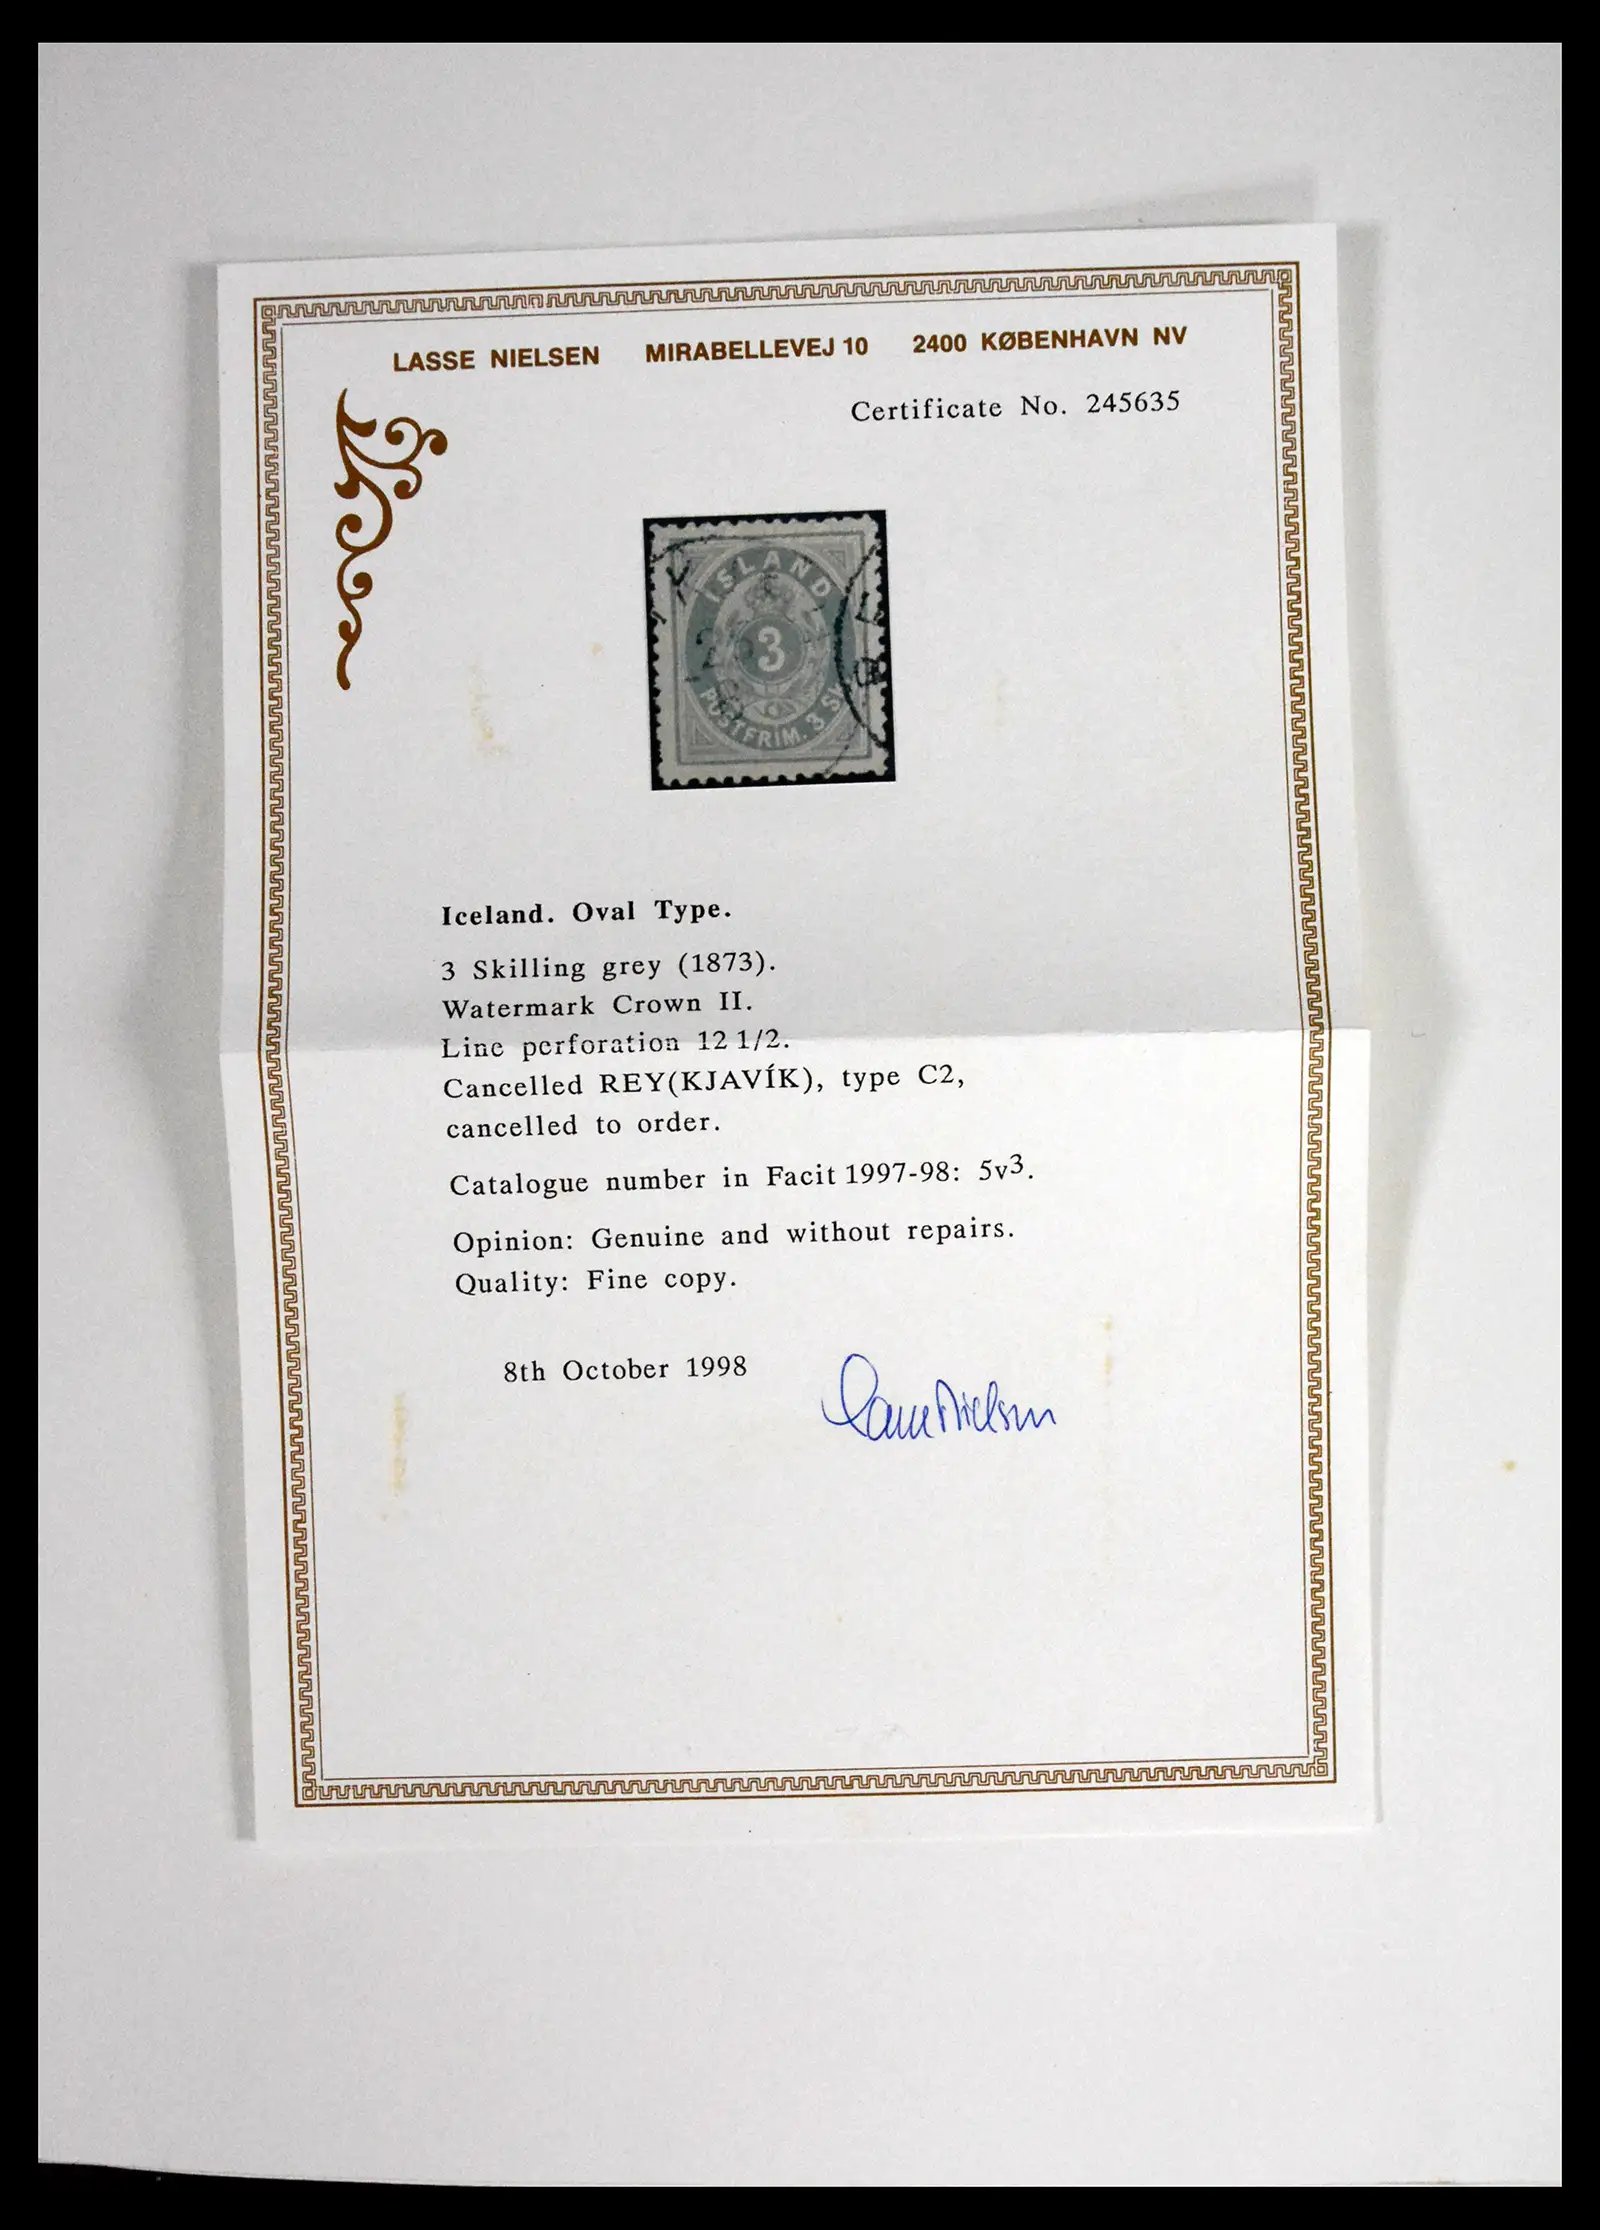 LASSE NIELSEN MIRABELLEVEJ 10 2400 KØBENHAVN NV
Certificate No. 245635
ISLAND
3
POSTFRIM. 3 SK
Iceland. Oval Type.
3 Skilling grey (1873).
Watermark Crown II.
Line perforation 12 1/2.
Cancelled REY(KJAVÍK), type C2,
cancelled to order.
Catalogue number in Facit 1997-98: 5v3.
Opinion: Genuine and without repairs.
Quality: Fine copy.
8th October 1998
Lasse Nielsen